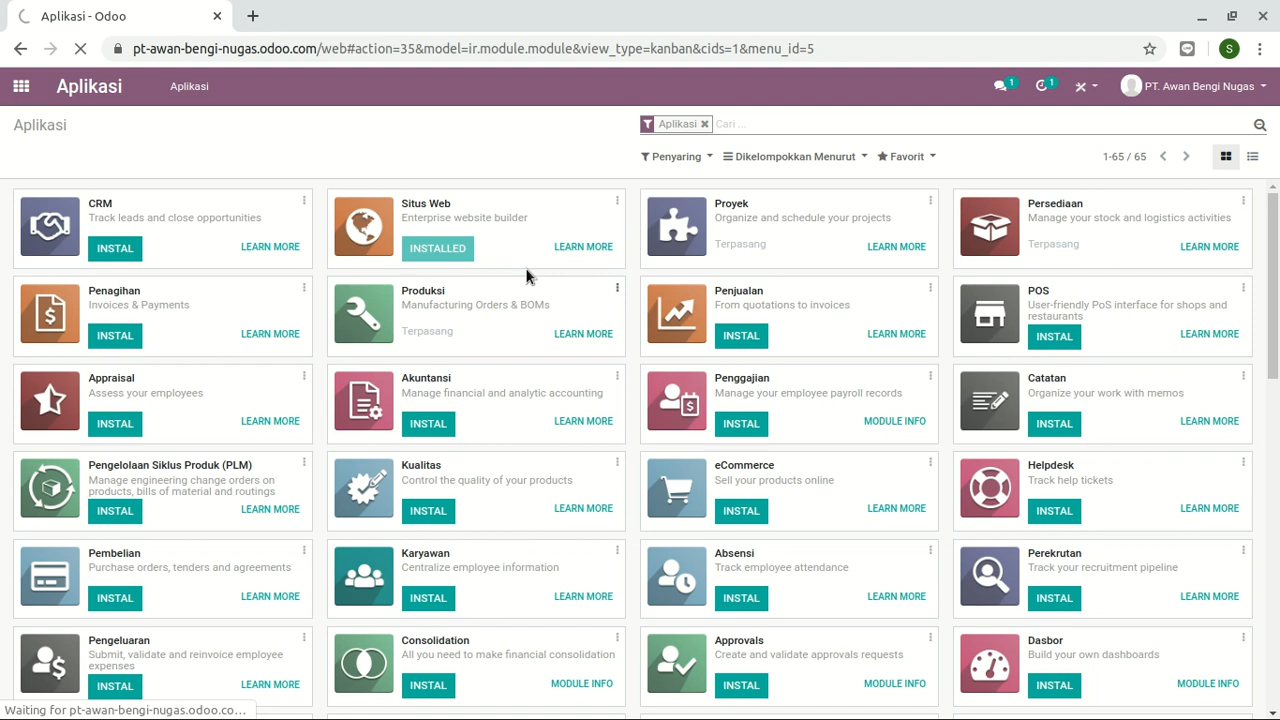 Aplikasi - Odoo
pt-awan-bengi-nugas.odoo.com/web#action=35&model=ir.module.module&view_type=kanban&cids=1&menu_id=5
S
Aplikasi
Aplikasi
1
1
PT. Awan Bengi Nugas
Aplikasi
Aplikasi
Cari ...
Penyaring
Dikelompokkan Menurut
Favorit
1-65 / 65
CRM
Track leads and close opportunities
INSTAL
LEARN MORE
Situs Web
Enterprise website builder
INSTALLED
LEARN MORE
Proyek
Organize and schedule your projects
Terpasang
LEARN MORE
Persediaan
Manage your stock and logistics activities
Terpasang
LEARN MORE
Penagihan
Invoices & Payments
INSTAL
LEARN MORE
Produksi
Manufacturing Orders & BOMs
Terpasang
LEARN MORE
Penjualan
From quotations to invoices
INSTAL
LEARN MORE
POS
User-friendly PoS interface for shops and
restaurants
INSTAL
LEARN MORE
Appraisal
Assess your employees
INSTAL
LEARN MORE
Akuntansi
Manage financial and analytic accounting
INSTAL
LEARN MORE
Penggajian
Manage your employee payroll records
INSTAL
MODULE INFO
Catatan
Organize your work with memos
INSTAL
LEARN MORE
Pengelolaan Siklus Produk (PLM)
Manage engineering change orders on
products, bills of material and routings
INSTAL
LEARN MORE
Kualitas
Control the quality of your products
INSTAL
LEARN MORE
eCommerce
Sell your products online
INSTAL
LEARN MORE
Helpdesk
Track help tickets
INSTAL
LEARN MORE
Pembelian
Purchase orders, tenders and agreements
INSTAL
LEARN MORE
Karyawan
Centralize employee information
INSTAL
LEARN MORE
Absensi
Track employee attendance
INSTAL
LEARN MORE
Perekrutan
Track your recruitment pipeline
INSTAL
LEARN MORE
Pengeluaran
Submit, validate and reinvoice employee
expenses
INSTAL
LEARN MORE
Consolidation
All you need to make financial consolidation
INSTAL
MODULE INFO
Approvals
Create and validate approvals requests
INSTAL
MODULE INFO
Dasbor
Build your own dashboards
INSTAL
MODULE INFO
Waiting for pt-awan-bengi-nugas.odoo.co...